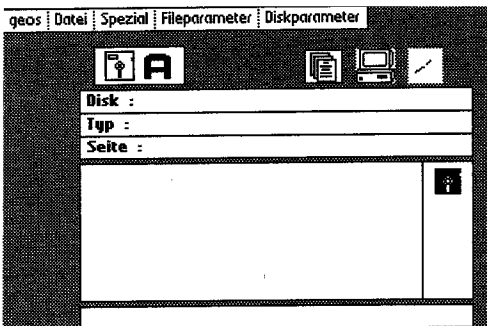 geos Datei Spezial Fileparameter Diskparameter
A
Disk :
Typ :
Seite :